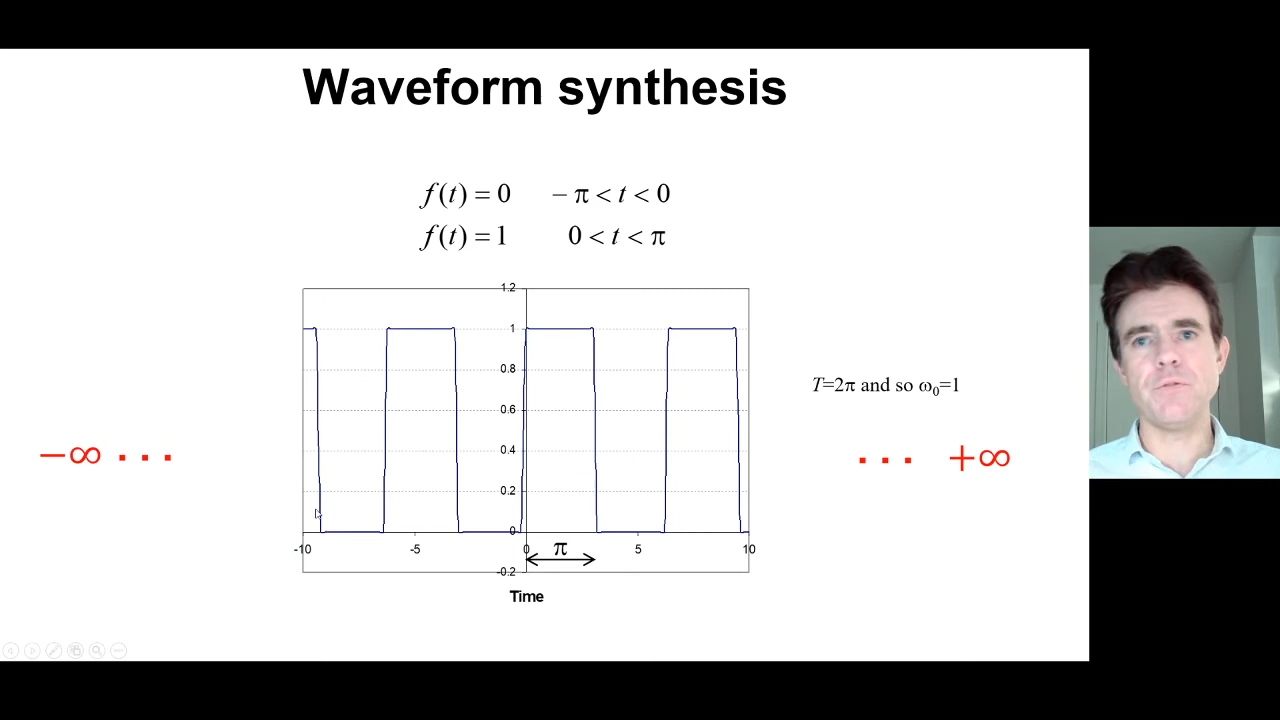 Waveform synthesis
f(t) = 0 − π < t < 0
f(t) = 1 0 < t < π
1.2
1
0.8
T=2π and so ω₀=1
0.6
0.4
−∞ ···
··· +∞
0.2
0
-10 -5 0 π 5 10
-0.2
Time